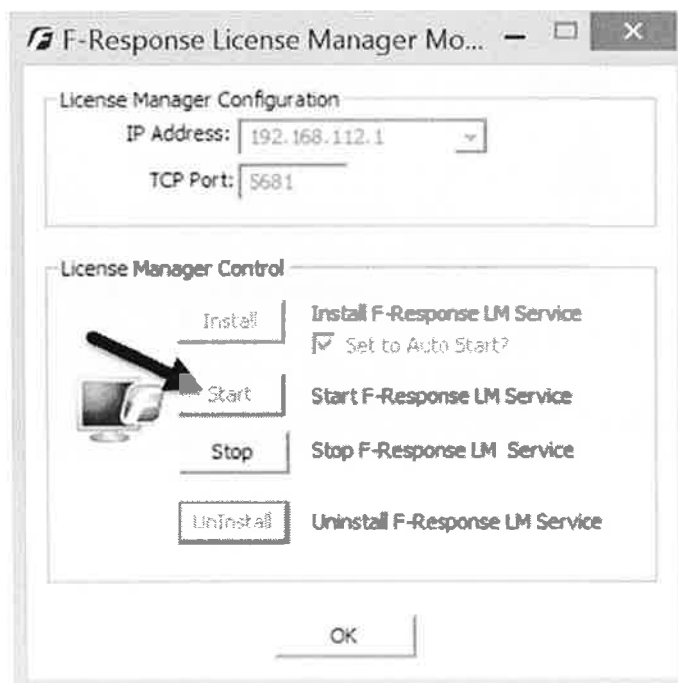 F-Response License Manager Mo...
License Manager Configuration
IP Address: 192.168.112.1
TCP Port: 5681
License Manager Control
Install Install F-Response LM Service
Set to Auto Start?
Start Start F-Response LM Service
Stop Stop F-Response LM Service
UnInstall Uninstall F-Response LM Service
OK